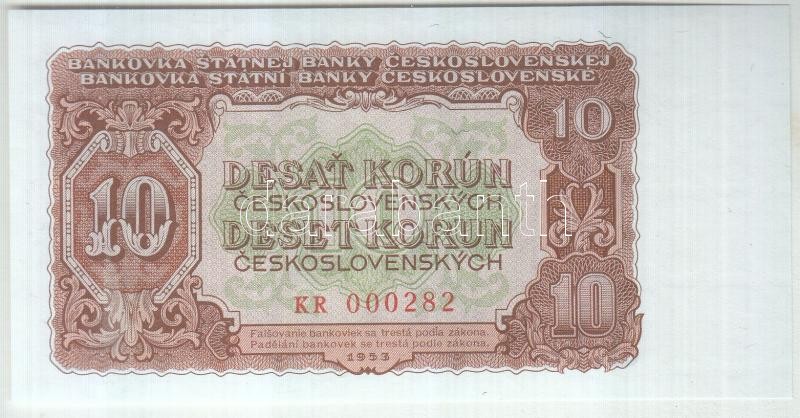 BANKOVKA ŠTÁTNEJ BANKY ČESKOSLOVENSKEJ
BANKOVKA STÁTNÍ BANKY ČESKOSLOVENSKÉ
10
10
DESAŤ KORÚN
ČESKOSLOVENSKÝCH
darabanth
DESET KORUN
ČESKOSLOVENSKÝCH
10
KR 000282
Falšovanie bankoviek sa trestá podľa zákona.
Padělání bankovek se trestá podle zákona.
1953